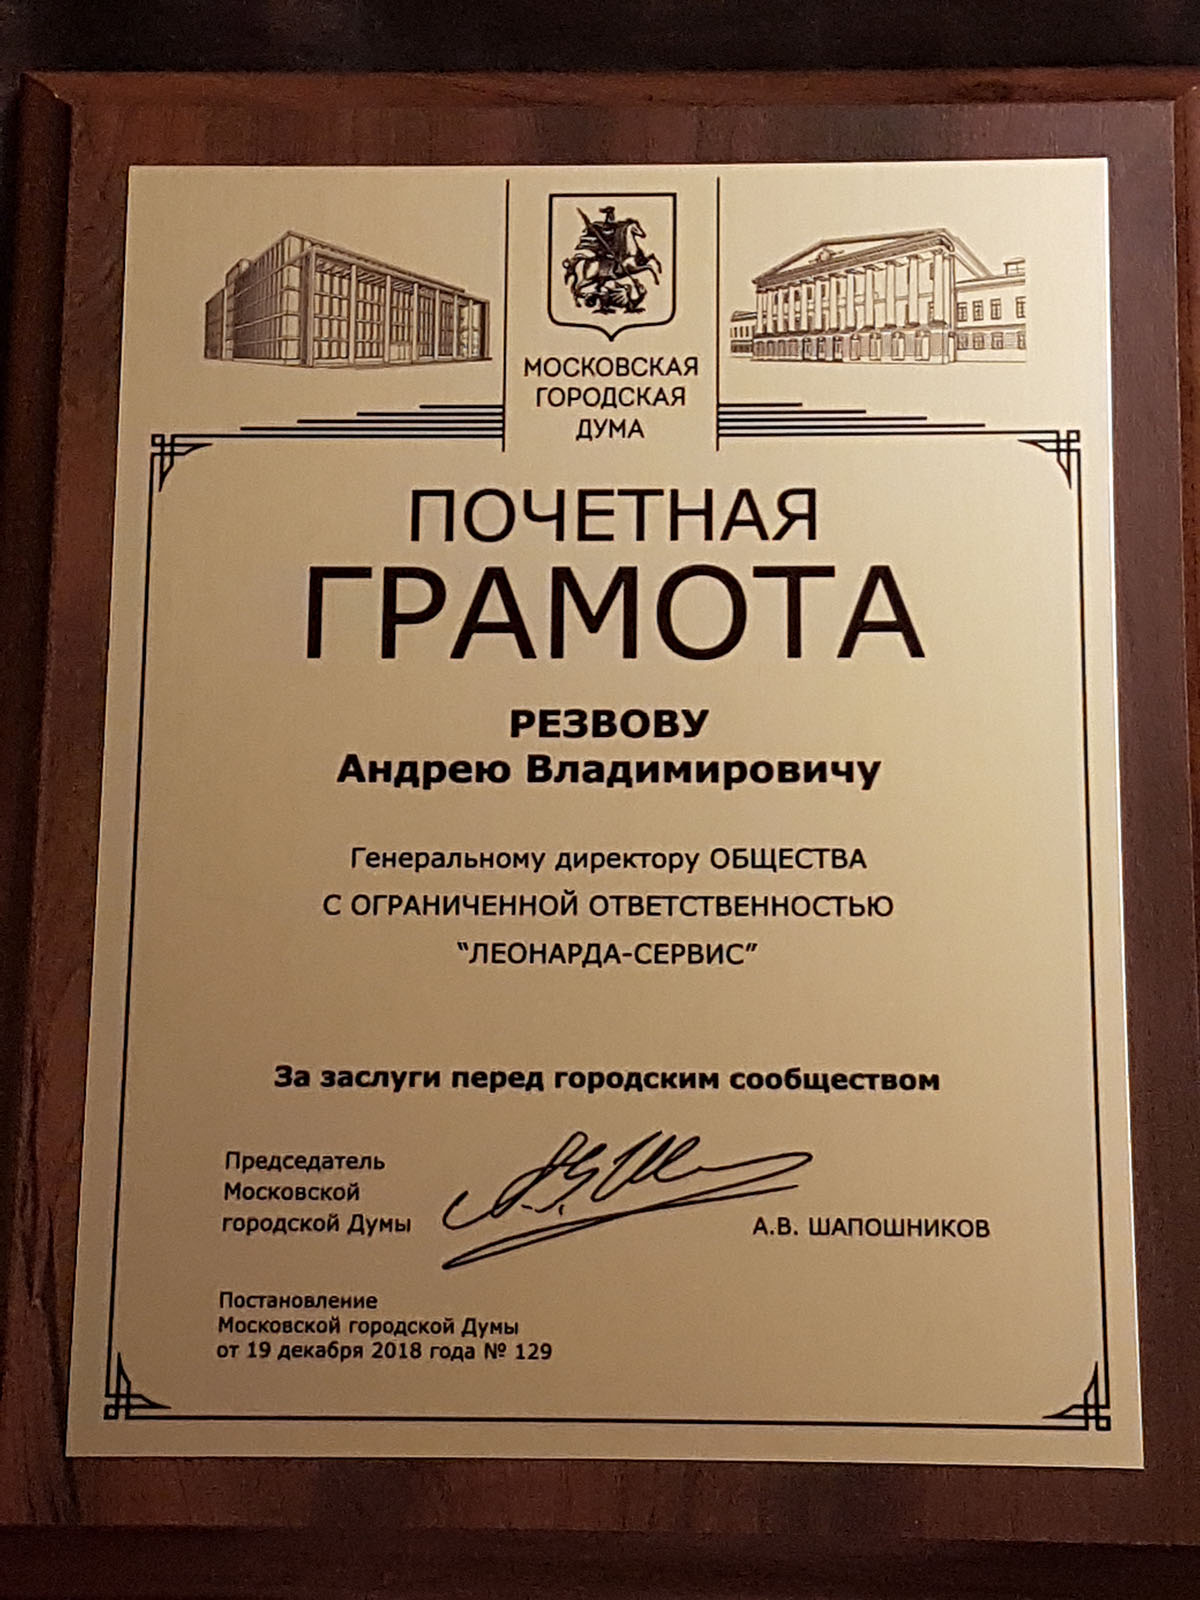 МОСКОВСКАЯ
ГОРОДСКАЯ
ДУМА
ПОЧЕТНАЯ
ГРАМОТА
РЕЗВОВУ
Андрею Владимировичу
Генеральному директору ОБЩЕСТВА
С ОГРАНИЧЕННОЙ ОТВЕТСТВЕННОСТЬЮ
“ЛЕОНАРДА-СЕРВИС”
За заслуги перед городским сообществом
Председатель
Московской
городской Думы
А.В. ШАПОШНИКОВ
Постановление
Московской городской Думы
от 19 декабря 2018 года № 129